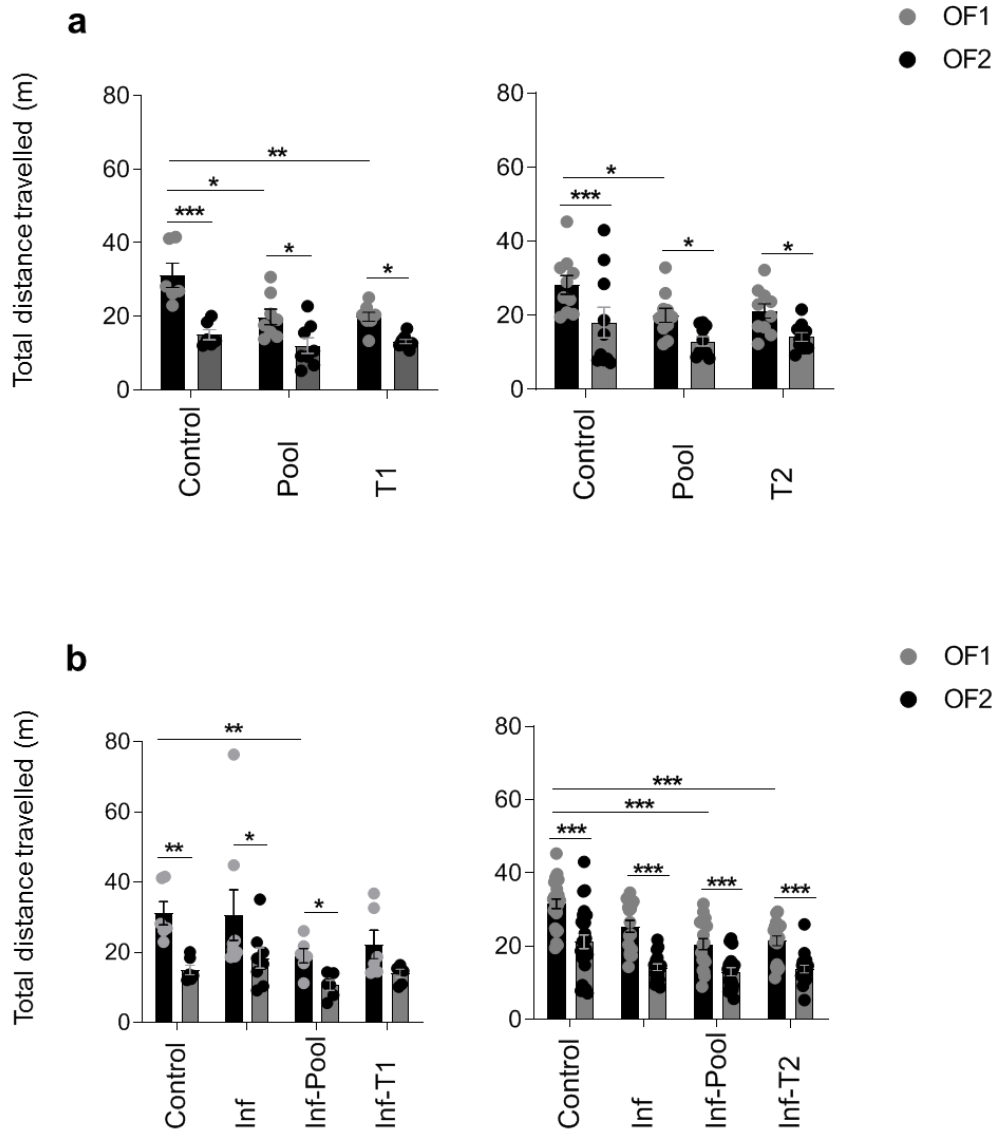 a
OF1
OF2
Total distance travelled (m)
80
60
40
20
0
**
*
***
*
*
Control
Pool
T1
80
60
40
20
0
*
***
*
*
Control
Pool
T2
b
OF1
OF2
Total distance travelled (m)
80
60
40
20
0
**
**
*
*
Control
Inf
Inf-Pool
Inf-T1
80
60
40
20
0
***
***
***
***
***
***
Control
Inf
Inf-Pool
Inf-T2